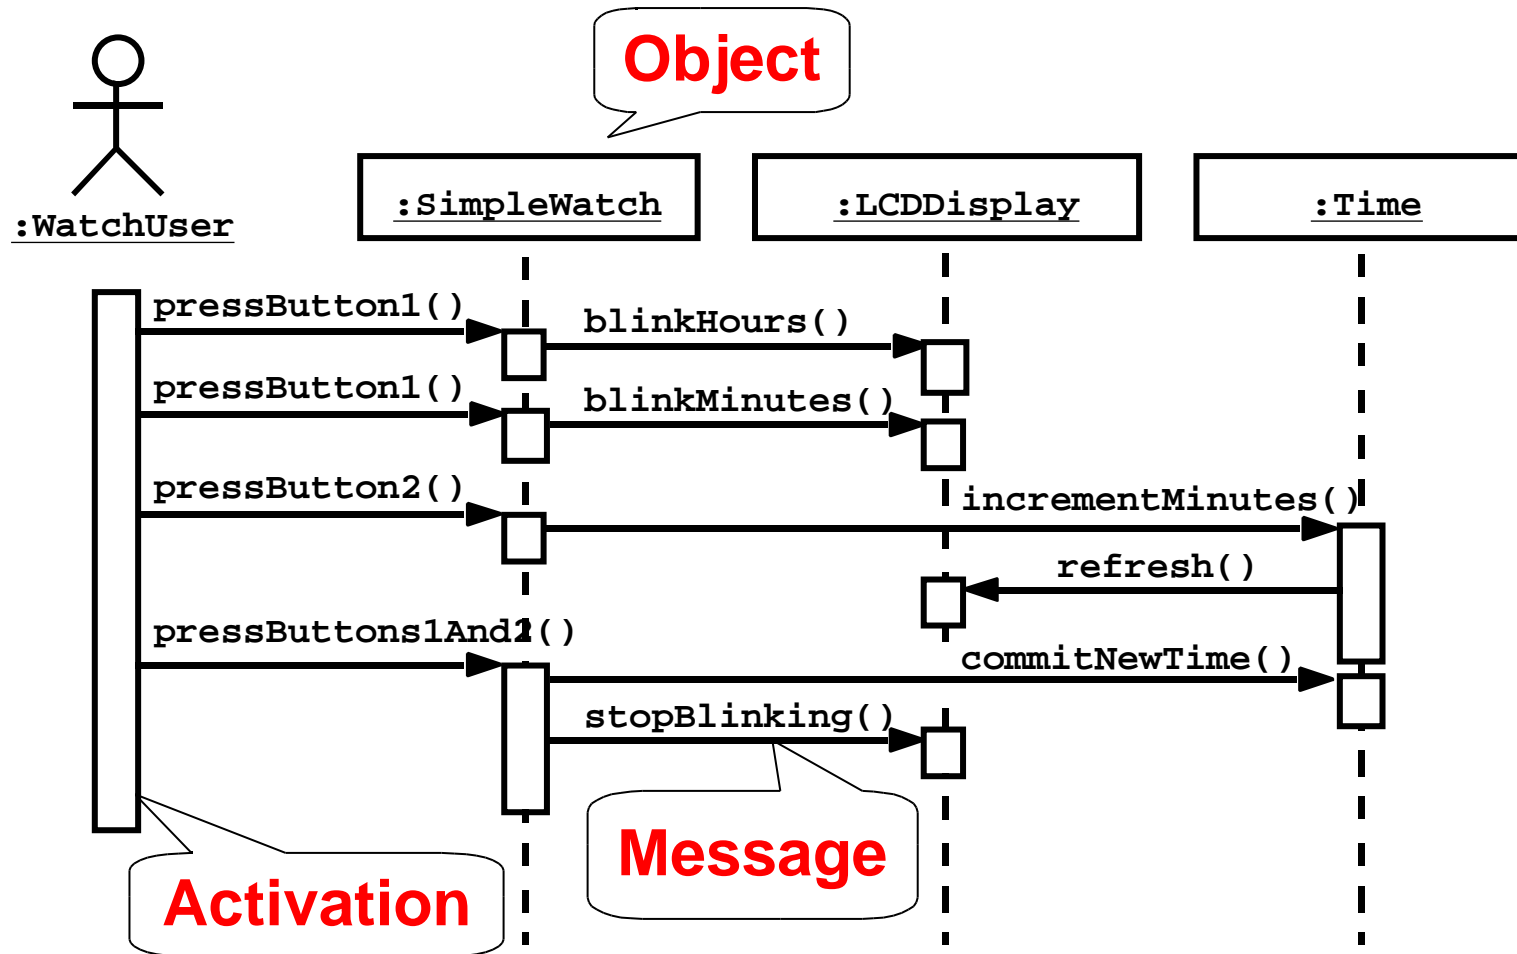 Object
:WatchUser
:SimpleWatch
:LCDDisplay
:Time
pressButton1()
blinkHours()
pressButton1()
blinkMinutes()
pressButton2()
incrementMinutes()
refresh()
pressButtons1And2()
commitNewTime()
stopBlinking()
Message
Activation